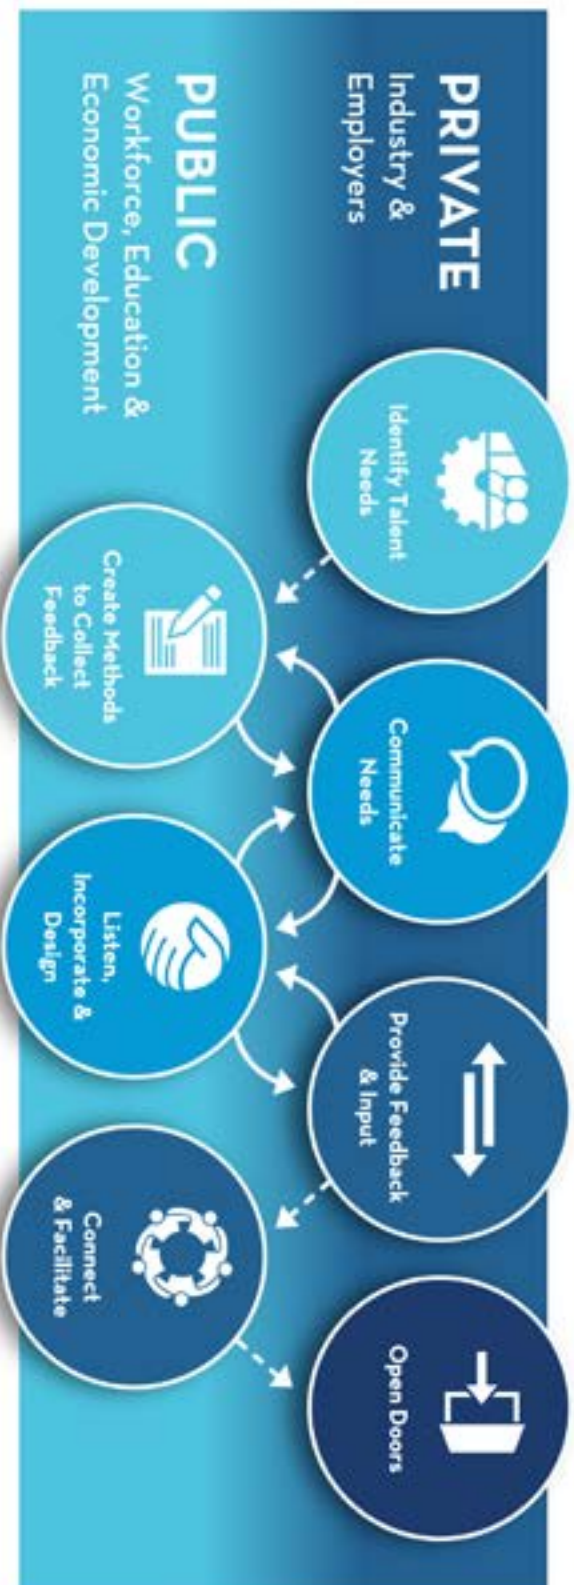 PRIVATE
Industry &
Employers
Identify Talent
Needs
Communicate
Needs
Provide Feedback
& Input
Open Doors
PUBLIC
Workforce, Education &
Economic Development
Create Methods
to Collect
Feedback
Listen,
Incorporate &
Design
Connect
& Facilitate